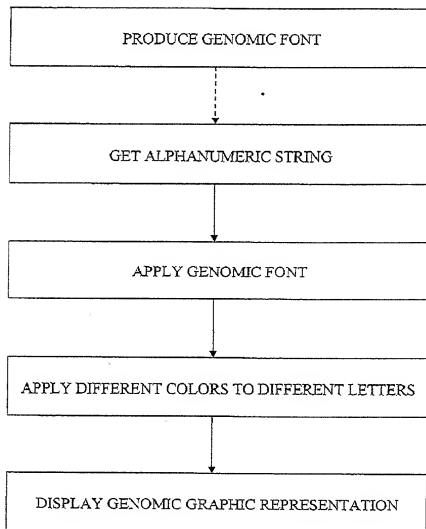 PRODUCE GENOMIC FONT
GET ALPHANUMERIC STRING
APPLY GENOMIC FONT
APPLY DIFFERENT COLORS TO DIFFERENT LETTERS
DISPLAY GENOMIC GRAPHIC REPRESENTATION